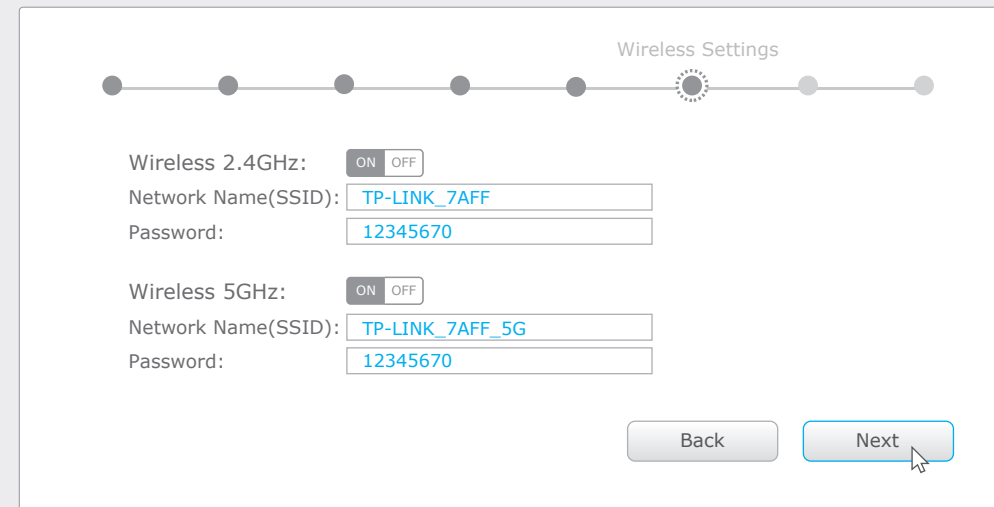 Wireless Settings
Wireless 2.4GHz: ON OFF
Network Name(SSID): TP-LINK_7AFF
Password: 12345670
Wireless 5GHz: ON OFF
Network Name(SSID): TP-LINK_7AFF_5G
Password: 12345670
Back Next